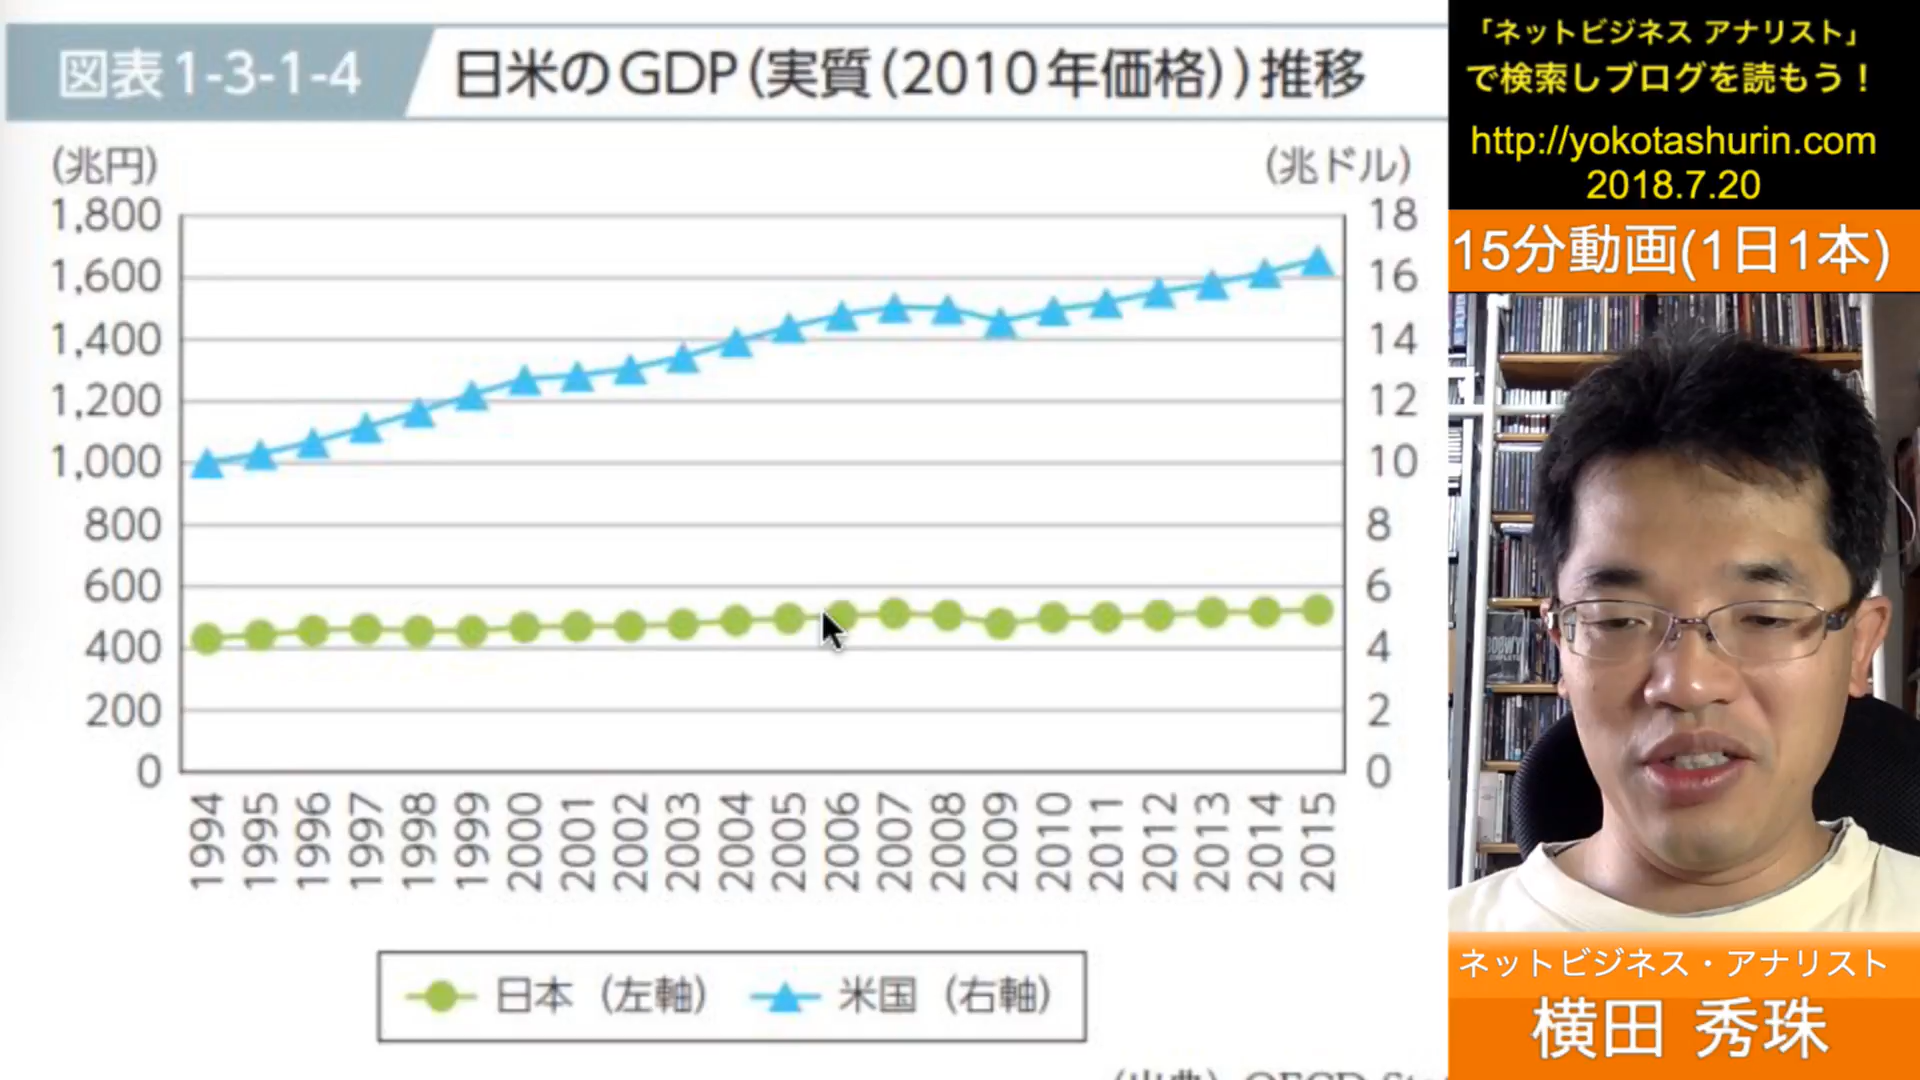 図表1-3-1-4 日米のGDP(実質(2010年価格))推移
(兆円)
(兆ドル)
1,800
1,600
1,400
1,200
1,000
800
600
400
200
0
18
16
14
12
10
8
6
4
2
0
1994 1995 1996 1997 1998 1999 2000 2001 2002 2003 2004 2005 2006 2007 2008 2009 2010 2011 2012 2013 2014 2015
日本(左軸) 米国(右軸)
「ネットビジネス アナリスト」
で検索しブログを読もう!
http://yokotashurin.com
2018.7.20
15分動画(1日1本)
ネットビジネス・アナリスト
横田 秀珠